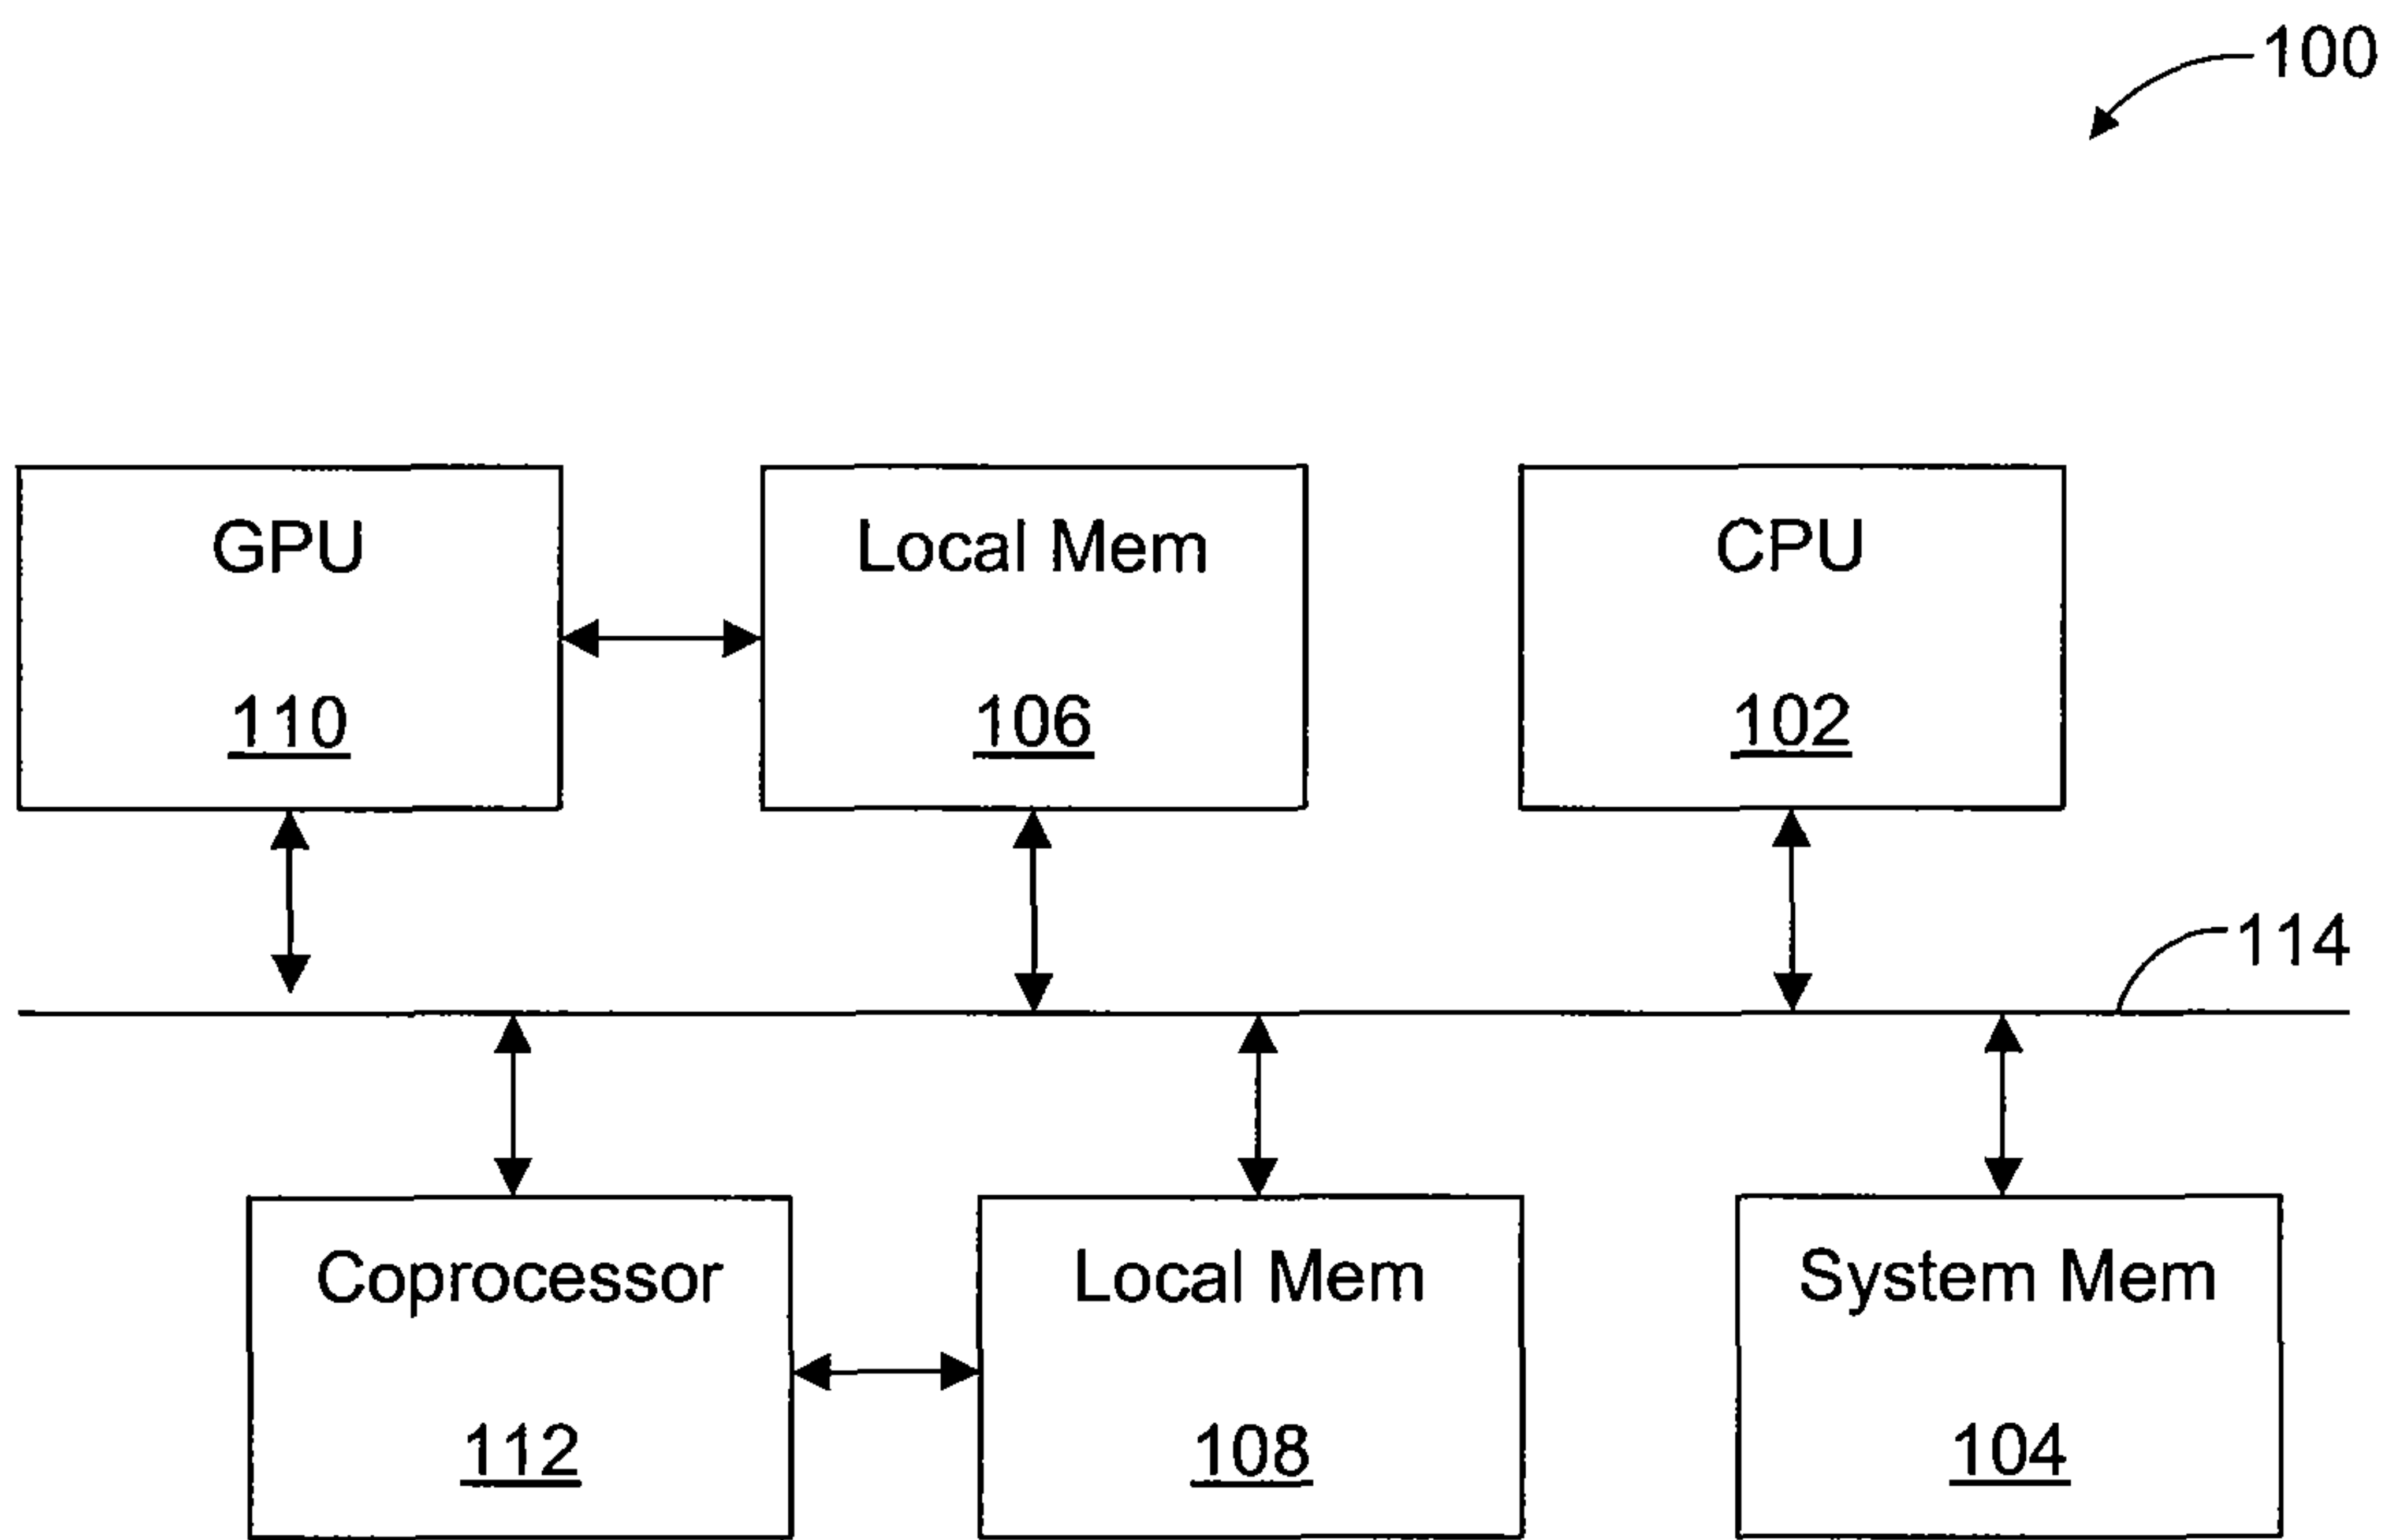 100
GPU
110
Local Mem
106
CPU
102
114
Coprocessor
112
Local Mem
108
System Mem
104